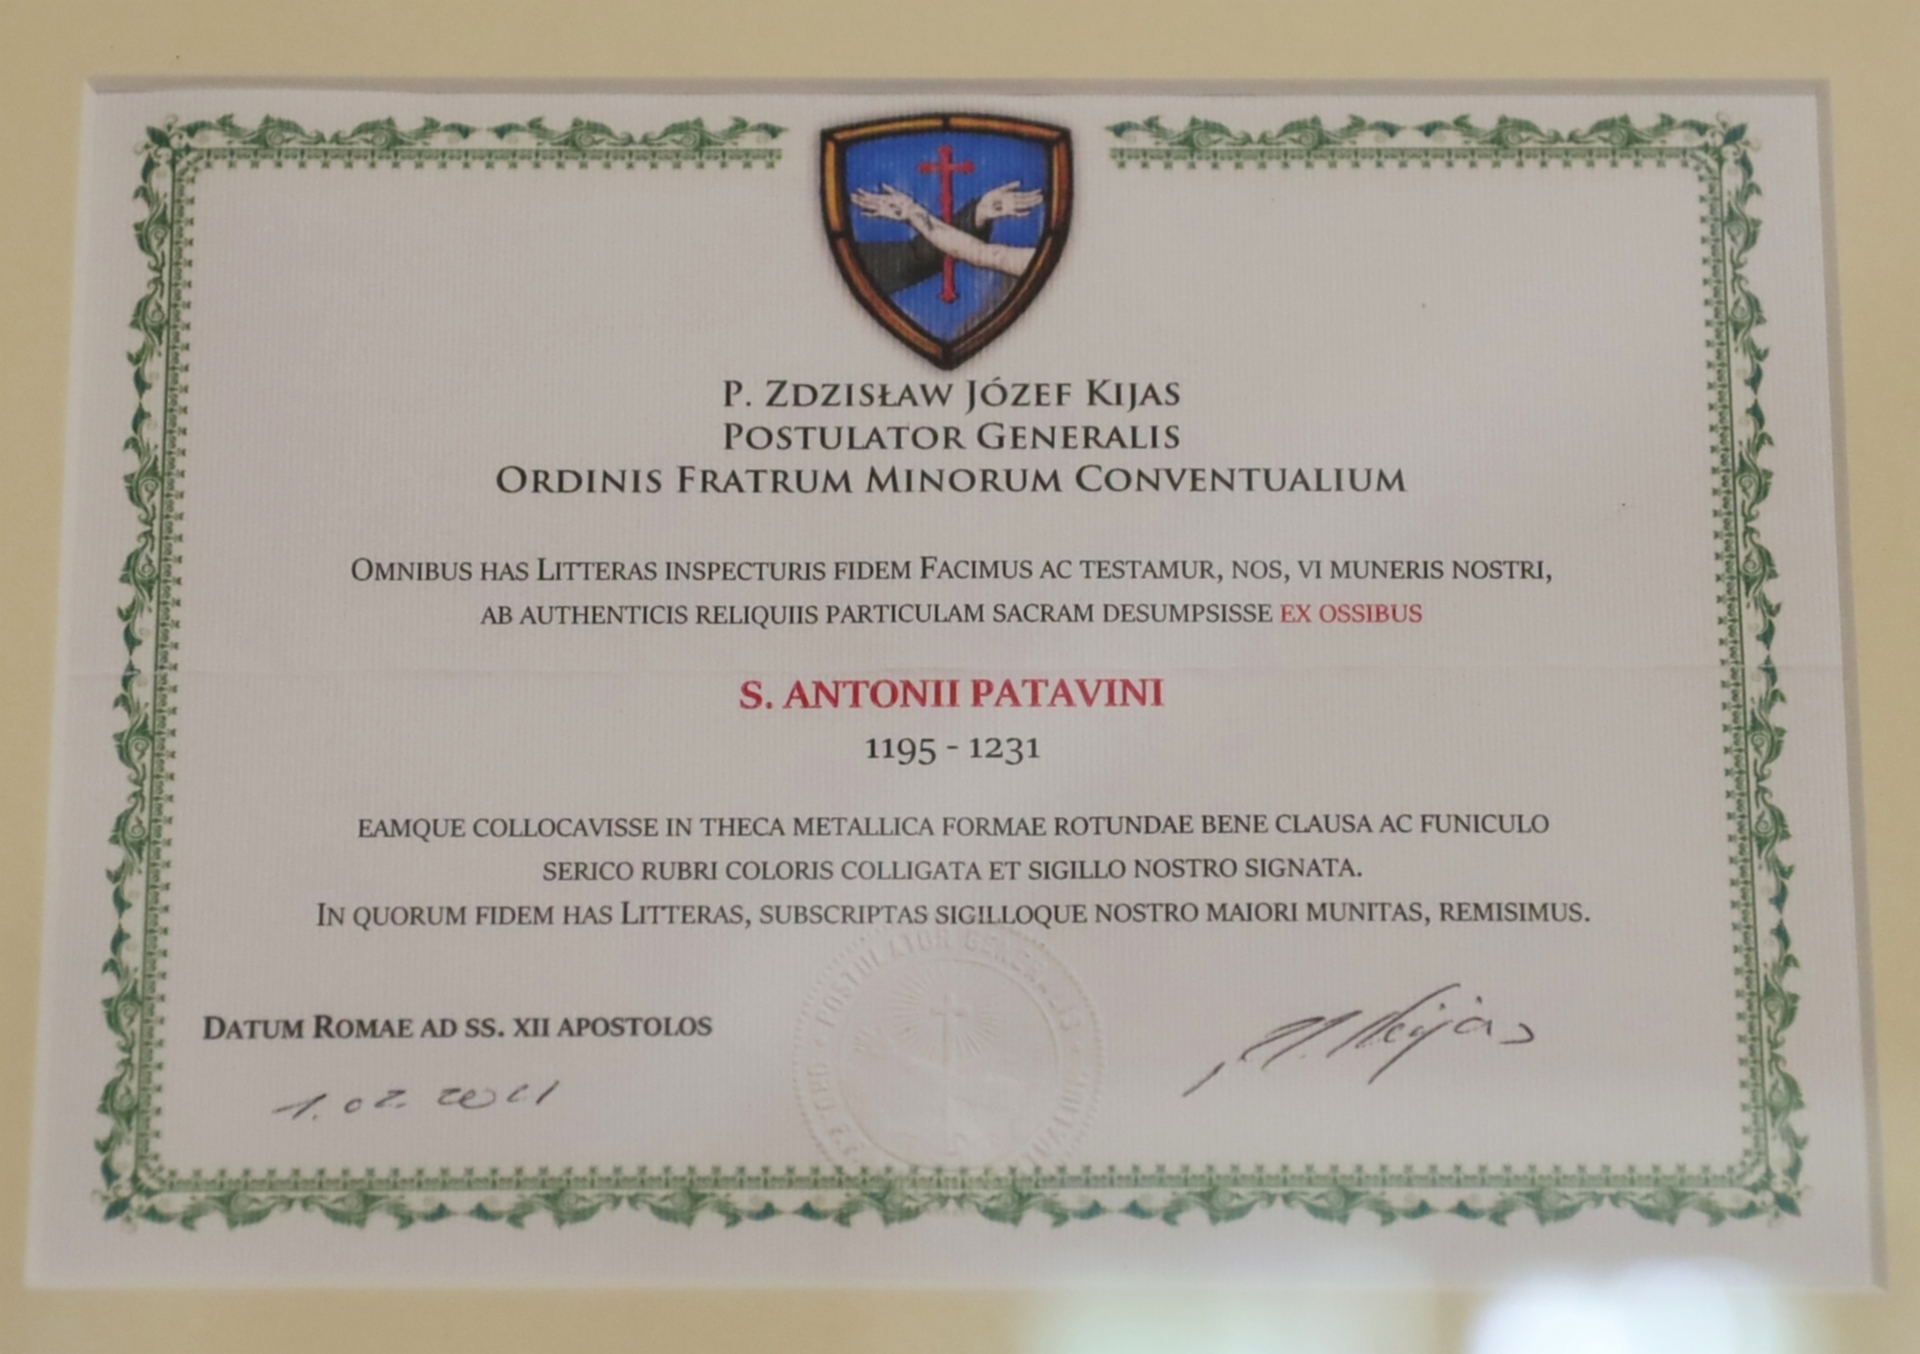 P. Zdzisław Józef Kijas
Postulator Generalis
Ordinis Fratrum Minorum Conventualium
Omnibus has Litteras inspecturis fidem Facimus ac testamur, nos, vi muneris nostri,
ab authenticis reliquiis particulam sacram desumpsisse ex ossibus
S. ANTONII PATAVINI
1195 - 1231
eamque collocavisse in theca metallica formae rotundae bene clausa ac funiculo
serico rubri coloris colligata et sigillo nostro signata.
In quorum fidem has Litteras, subscriptas sigilloque nostro maiori munitas, remisimus.
POSTULATOR GENERALIS
Datum Romae ad ss. XII apostolos
1. 02. 2021
Kijas